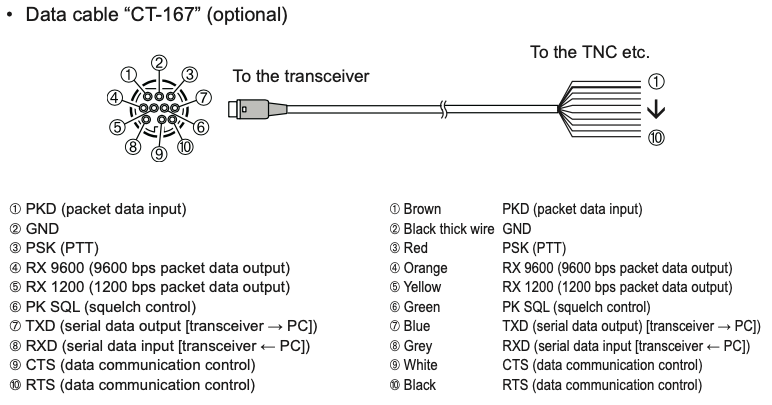 • Data cable “CT-167” (optional)
To the TNC etc.
② 
① ③
To the transceiver
①
④ ⑦
⑤ ⑥
⑧ ⑩
⑨
⑩
① PKD (packet data input)
② GND
③ PSK (PTT)
④ RX 9600 (9600 bps packet data output)
⑤ RX 1200 (1200 bps packet data output)
⑥ PK SQL (squelch control)
⑦ TXD (serial data output [transceiver → PC])
⑧ RXD (serial data input [transceiver ← PC])
⑨ CTS (data communication control)
⑩ RTS (data communication control)
① Brown PKD (packet data input)
② Black thick wire GND
③ Red PSK (PTT)
④ Orange RX 9600 (9600 bps packet data output)
⑤ Yellow RX 1200 (1200 bps packet data output)
⑥ Green PK SQL (squelch control)
⑦ Blue TXD (serial data output) [transceiver → PC])
⑧ Grey RXD (serial data input [transceiver ← PC])
⑨ White CTS (data communication control)
⑩ Black RTS (data communication control)